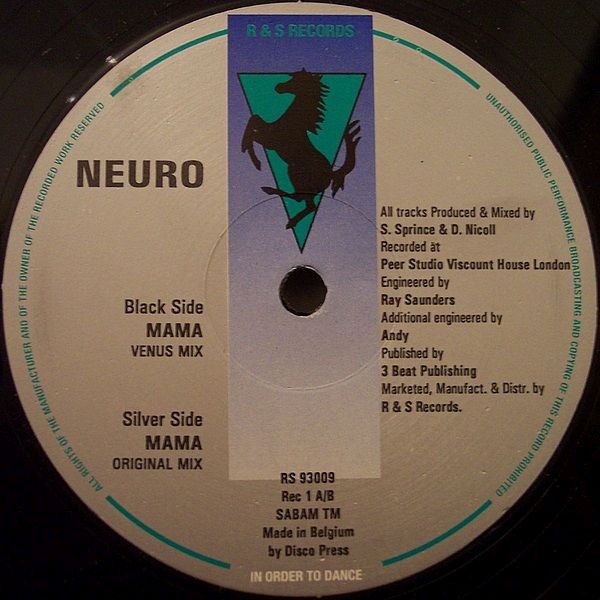 R & S RECORDS
NEURO
Black Side
MAMA
VENUS MIX
Silver Side
MAMA
ORIGINAL MIX
All tracks Produced & Mixed by
S. Sprince & D. Nicoll
Recorded at
Peer Studio Viscount House London
Engineered by
Ray Saunders
Additional engineered by
Andy
Published by
3 Beat Publishing
Marketed, Manufact. & Distr. by
R & S Records.
RS 93009
Rec 1 A/B
SABAM TM
Made in Belgium
by Disco Press
IN ORDER TO DANCE
ALL RIGHTS OF THE MANUFACTURER AND OF THE OWNER OF THE RECORDED WORK RESERVED
UNAUTHORISED PUBLIC PERFORMANCE BROADCASTING AND COPYING OF THIS RECORD PROHIBITED